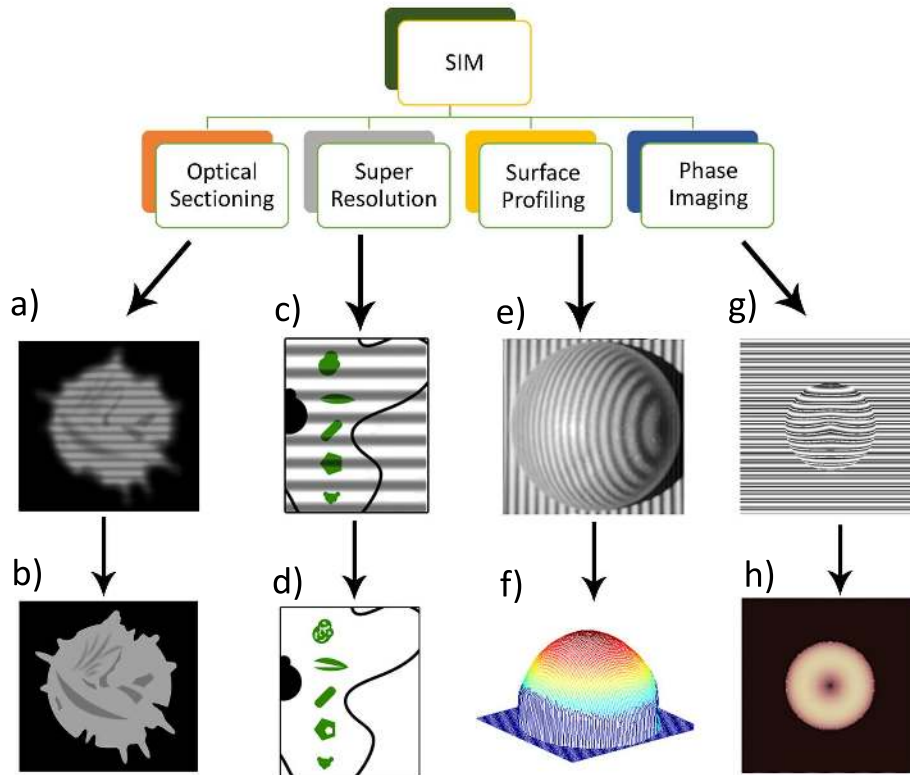 SIM
Optical
Sectioning
Super
Resolution
Surface
Profiling
Phase
Imaging
a)
c)
e)
g)
b)
d)
f)
h)